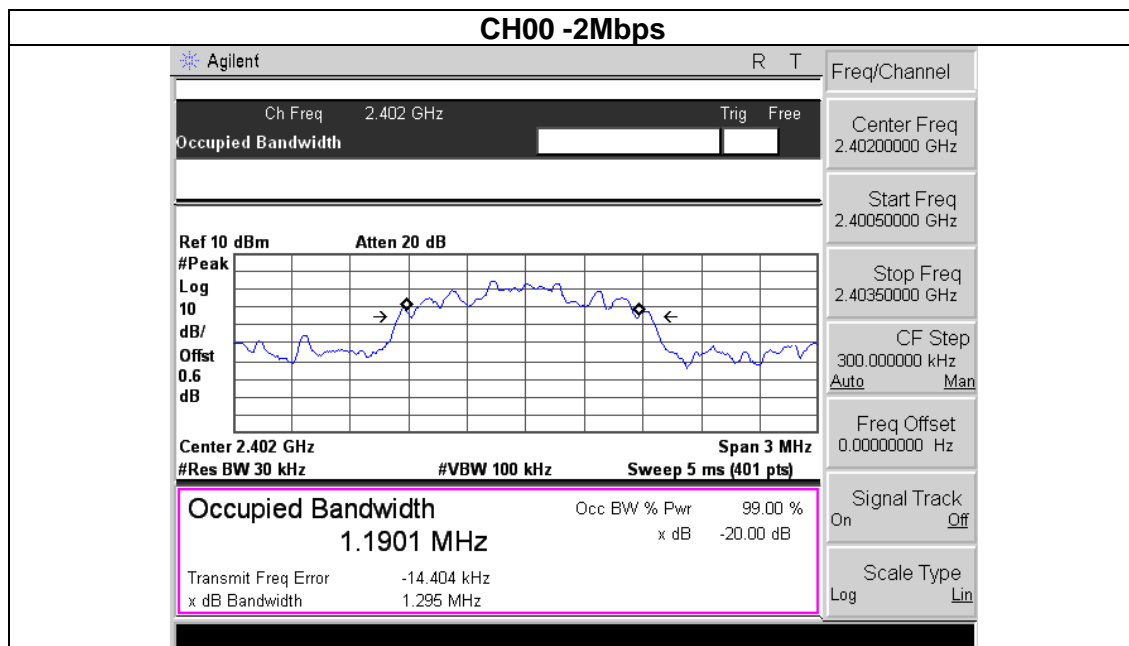 CH00 -2Mbps
Agilent R T
Freq/Channel
Ch Freq 2.402 GHz Trig Free
Occupied Bandwidth
Center Freq
2.40200000 GHz
Start Freq
2.40050000 GHz
Stop Freq
2.40350000 GHz
CF Step
300.000000 kHz
Auto Man
Freq Offset
0.00000000 Hz
Signal Track
On Off
Scale Type
Log Lin
Ref 10 dBm Atten 20 dB
#Peak
Log
10
dB/
Offst
0.6
dB
Center 2.402 GHz Span 3 MHz
#Res BW 30 kHz #VBW 100 kHz Sweep 5 ms (401 pts)
Occupied Bandwidth Occ BW % Pwr 99.00 %
1.1901 MHz x dB -20.00 dB
Transmit Freq Error -14.404 kHz
x dB Bandwidth 1.295 MHz